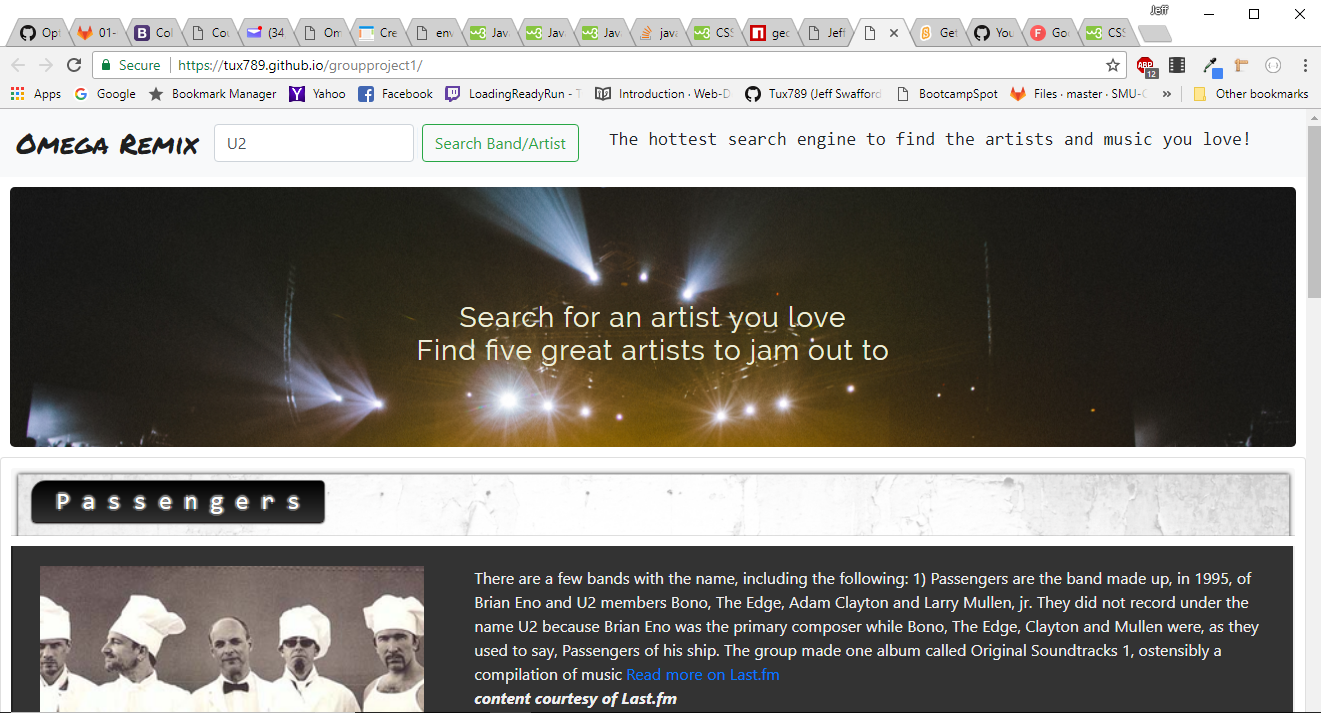 Jeff
Opt
01-
Col
Cou
(34
Om
Cre
env
Jav
Jav
Jav
java
CSS
geo
Jeff
Get
You
Goo
CSS
Secure
https://tux789.github.io/groupproject1/
ABP
12
Apps
Google
Bookmark Manager
Yahoo
Facebook
LoadingReadyRun - T
Introduction · Web-D
Tux789 (Jeff Swafford
BootcampSpot
Files · master · SMU-C
»
Other bookmarks
Omega Remix
U2
Search Band/Artist
The hottest search engine to find the artists and music you love!
Search for an artist you love
Find five great artists to jam out to
Passengers
There are a few bands with the name, including the following: 1) Passengers are the band made up, in 1995, of
Brian Eno and U2 members Bono, The Edge, Adam Clayton and Larry Mullen, jr. They did not record under the
name U2 because Brian Eno was the primary composer while Bono, The Edge, Clayton and Mullen were, as they
used to say, Passengers of his ship. The group made one album called Original Soundtracks 1, ostensibly a
compilation of music Read more on Last.fm
content courtesy of Last.fm